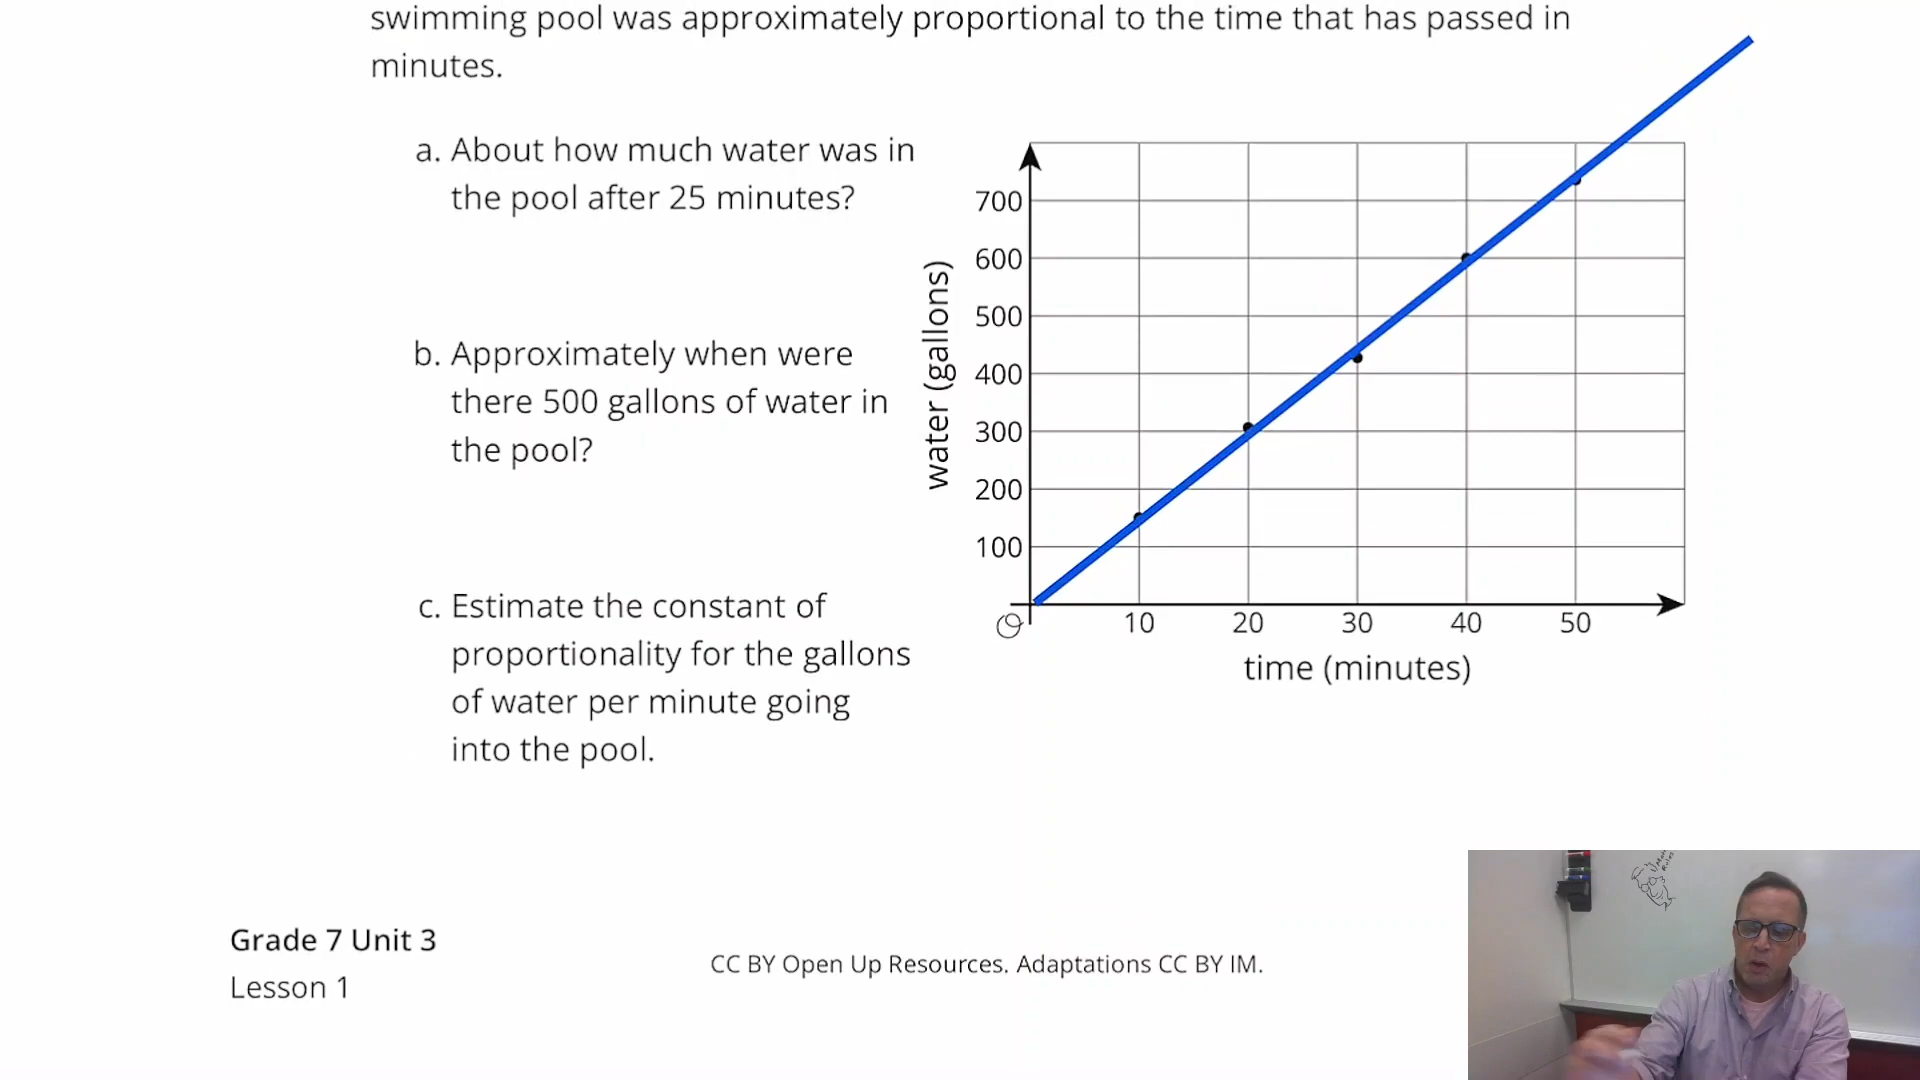 swimming pool was approximately proportional to the time that has passed in
minutes.
a. About how much water was in
the pool after 25 minutes?
b. Approximately when were
there 500 gallons of water in
the pool?
c. Estimate the constant of
proportionality for the gallons
of water per minute going
into the pool.
water (gallons)
700
600
500
400
300
200
100
O
10 20 30 40 50
time (minutes)
Grade 7 Unit 3
Lesson 1
CC BY Open Up Resources. Adaptations CC BY IM.